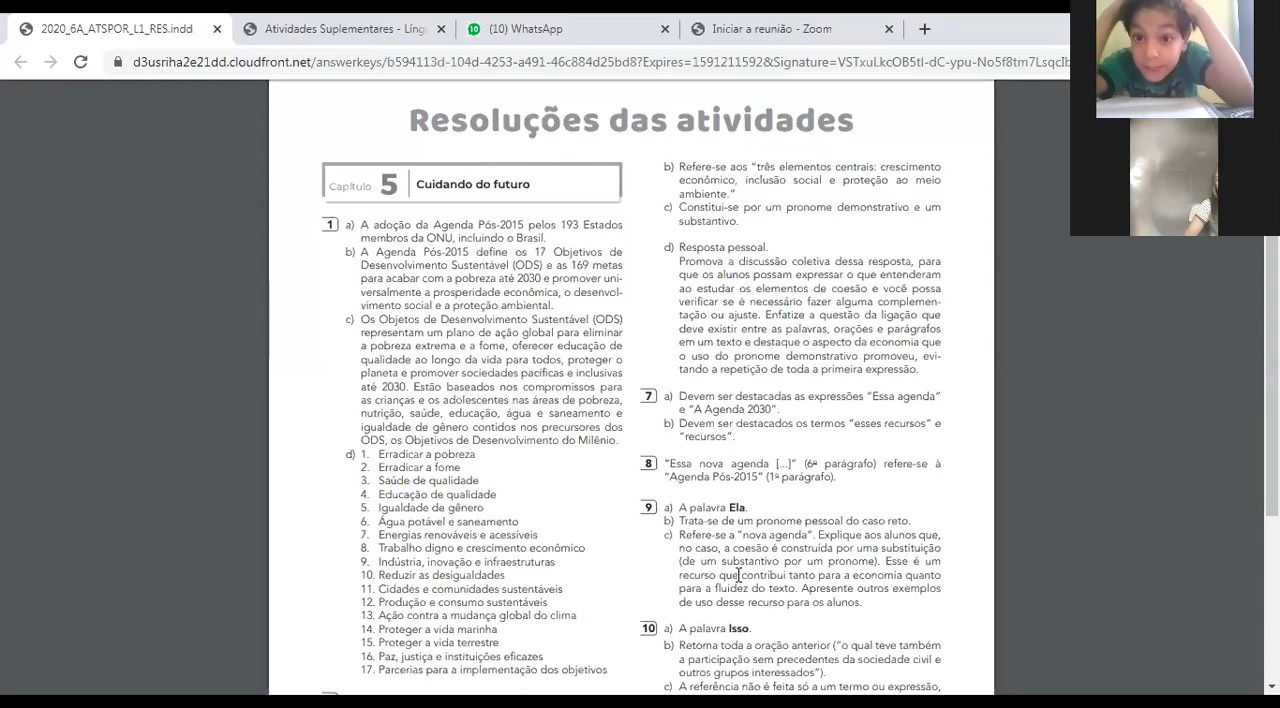 2020_6A_ATSPOR_L1_RES.indd
Atividades Suplementares - Líng
(10) WhatsApp
Iniciar a reunião - Zoom
d3usriha2e21dd.cloudfront.net/answerkeys/b594113d-104d-4253-a491-46c884d25bd8?Expires=1591211592&Signature=
Resoluções das atividades
Capítulo 5 Cuidando do futuro
1 a) A adoção da Agenda Pós-2015 pelos 193 Estados
membros da ONU, incluindo o Brasil.
b) A Agenda Pós-2015 define os 17 Objetivos de
Desenvolvimento Sustentável (ODS) e as 169 metas
para acabar com a pobreza até 2030 e promover uni-
versalmente a prosperidade econômica, o desenvol-
vimento social e a proteção ambiental.
c) Os Objetos de Desenvolvimento Sustentável (ODS)
representam um plano de ação global para eliminar
a pobreza extrema e a fome, oferecer educação de
qualidade ao longo da vida para todos, proteger o
planeta e promover sociedades pacíficas e inclusivas
até 2030. Estão baseados nos compromissos para
as crianças e os adolescentes nas áreas de pobreza,
nutrição, saúde, educação, água e saneamento e
igualdade de gênero contidos nos precursores dos
ODS, os Objetivos de Desenvolvimento do Milênio.
d) 1. Erradicar a pobreza
2. Erradicar a fome
3. Saúde de qualidade
4. Educação de qualidade
5. Igualdade de gênero
6. Água potável e saneamento
7. Energias renováveis e acessíveis
8. Trabalho digno e crescimento econômico
9. Indústria, inovação e infraestruturas
10. Reduzir as desigualdades
11. Cidades e comunidades sustentáveis
12. Produção e consumo sustentáveis
13. Ação contra a mudança global do clima
14. Proteger a vida marinha
15. Proteger a vida terrestre
16. Paz, justiça e instituições eficazes
17. Parcerias para a implementação dos objetivos
b) Refere-se aos “três elementos centrais: crescimento
econômico, inclusão social e proteção ao meio
ambiente.”
c) Constitui-se por um pronome demonstrativo e um
substantivo.
d) Resposta pessoal.
Promova a discussão coletiva dessa resposta, para
que os alunos possam expressar o que entenderam
ao estudar os elementos de coesão e você possa
verificar se é necessário fazer alguma complemen-
tação ou ajuste. Enfatize a questão da ligação que
deve existir entre as palavras, orações e parágrafos
em um texto e destaque o aspecto da economia que
o uso do pronome demonstrativo promoveu, evi-
tando a repetição de toda a primeira expressão.
7 a) Devem ser destacadas as expressões “Essa agenda”
e “A Agenda 2030”.
b) Devem ser destacados os termos “esses recursos” e
“recursos”.
8 “Essa nova agenda [...]” (6º parágrafo) refere-se à
“Agenda Pós-2015” (1º parágrafo).
9 a) A palavra Ela.
b) Trata-se de um pronome pessoal do caso reto.
c) Refere-se a “nova agenda”. Explique aos alunos que,
no caso, a coesão é construída por uma substituição
(de um substantivo por um pronome). Esse é um
recurso que contribui tanto para a economia quanto
para a fluidez do texto. Apresente outros exemplos
de uso desse recurso para os alunos.
10 a) A palavra Isso.
b) Retoma toda a oração anterior (“o qual teve também
a participação sem precedentes da sociedade civil e
outros grupos interessados”).
c) A referência não é feita só a um termo ou expressão,